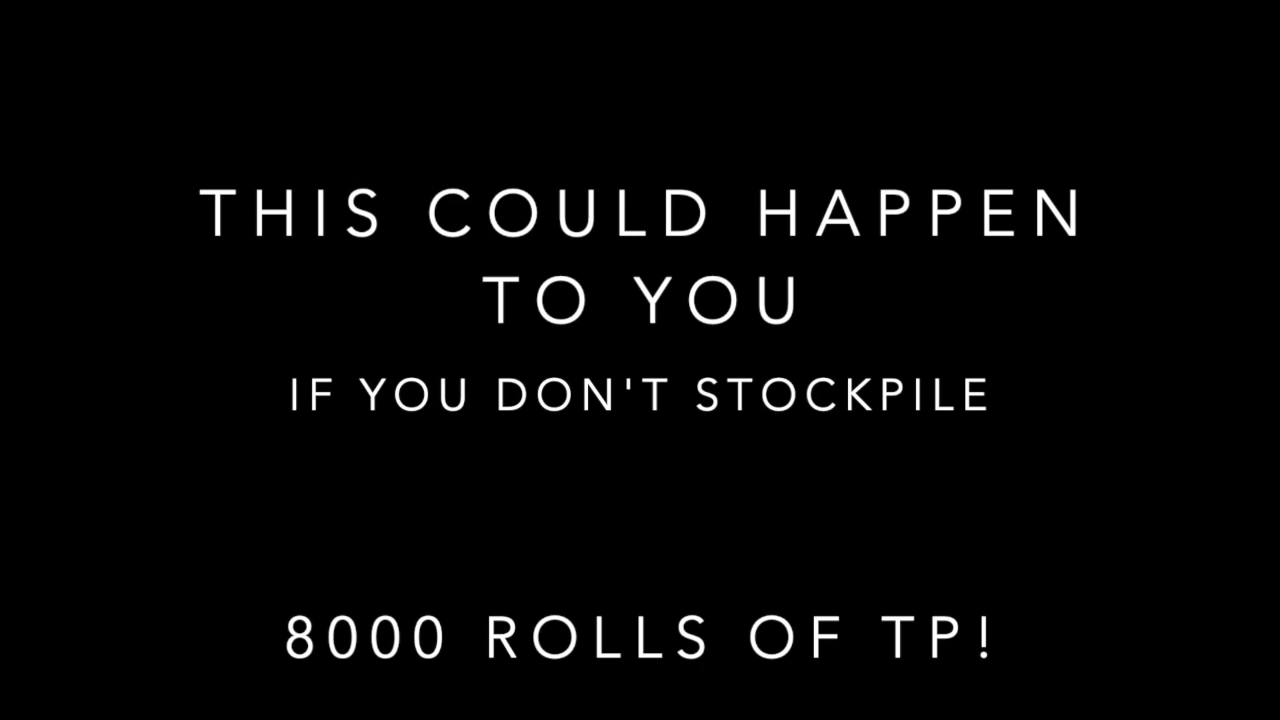 THIS COULD HAPPEN
TO YOU
IF YOU DON'T STOCKPILE
8000 ROLLS OF TP!